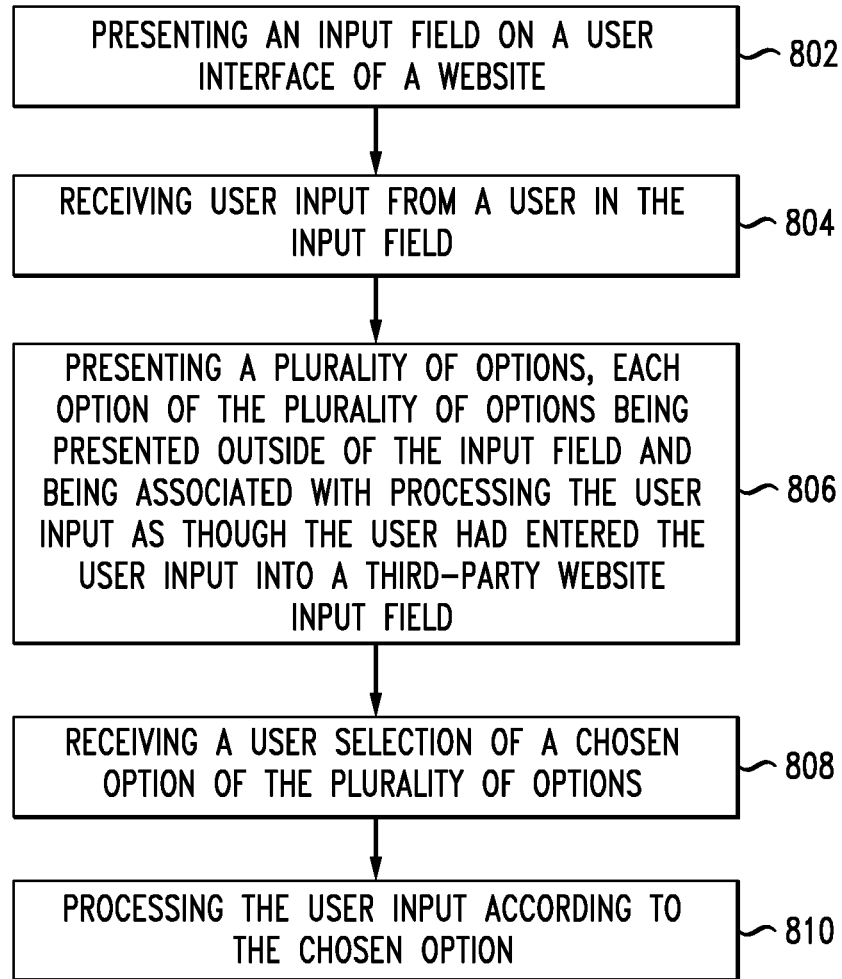 PRESENTING AN INPUT FIELD ON A USER
INTERFACE OF A WEBSITE
802
RECEIVING USER INPUT FROM A USER IN THE
INPUT FIELD
804
PRESENTING A PLURALITY OF OPTIONS, EACH
OPTION OF THE PLURALITY OF OPTIONS BEING
PRESENTED OUTSIDE OF THE INPUT FIELD AND
BEING ASSOCIATED WITH PROCESSING THE USER
INPUT AS THOUGH THE USER HAD ENTERED THE
USER INPUT INTO A THIRD-PARTY WEBSITE
INPUT FIELD
806
RECEIVING A USER SELECTION OF A CHOSEN
OPTION OF THE PLURALITY OF OPTIONS
808
PROCESSING THE USER INPUT ACCORDING TO
THE CHOSEN OPTION
810